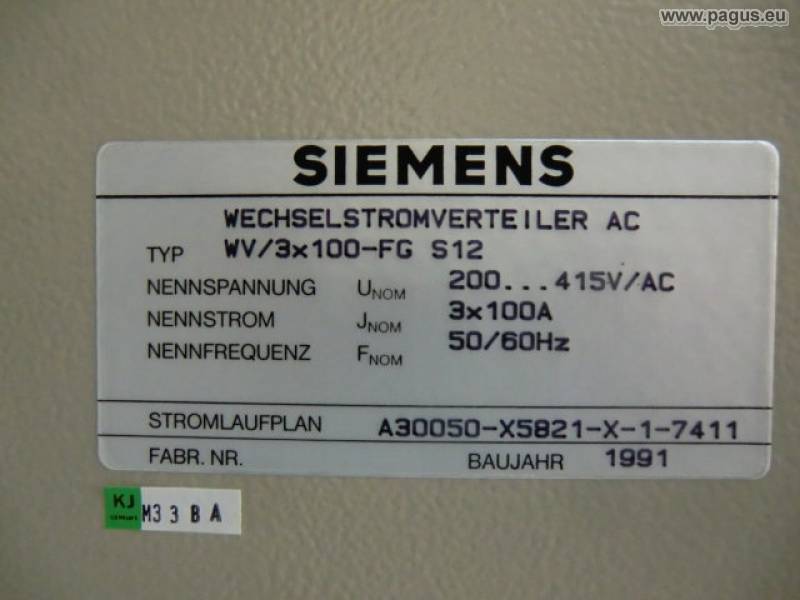 www.pagus.eu
SIEMENS
WECHSELSTROMVERTEILER AC
TYP WV/3x100-FG S12
NENNSPANNUNG UNOM 200...415V/AC
NENNSTROM JNOM 3x100A
NENNFREQUENZ FNOM 50/60Hz
STROMLAUFPLAN A30050-X5821-X-1-7411
FABR. NR. BAUJAHR 1991
KJ
M33BA